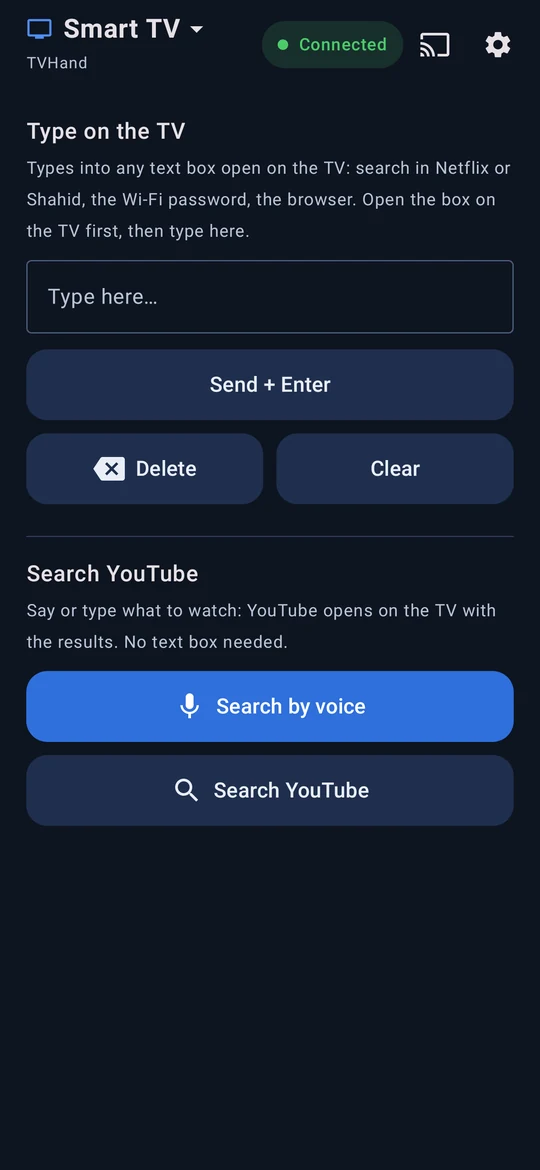 Smart TV
TVHand
Connected
Type on the TV
Types into any text box open on the TV: search in Netflix or
Shahid, the Wi-Fi password, the browser. Open the box on
the TV first, then type here.
Type here…
Send + Enter
Delete
Clear
Search YouTube
Say or type what to watch: YouTube opens on the TV with
the results. No text box needed.
Search by voice
Search YouTube